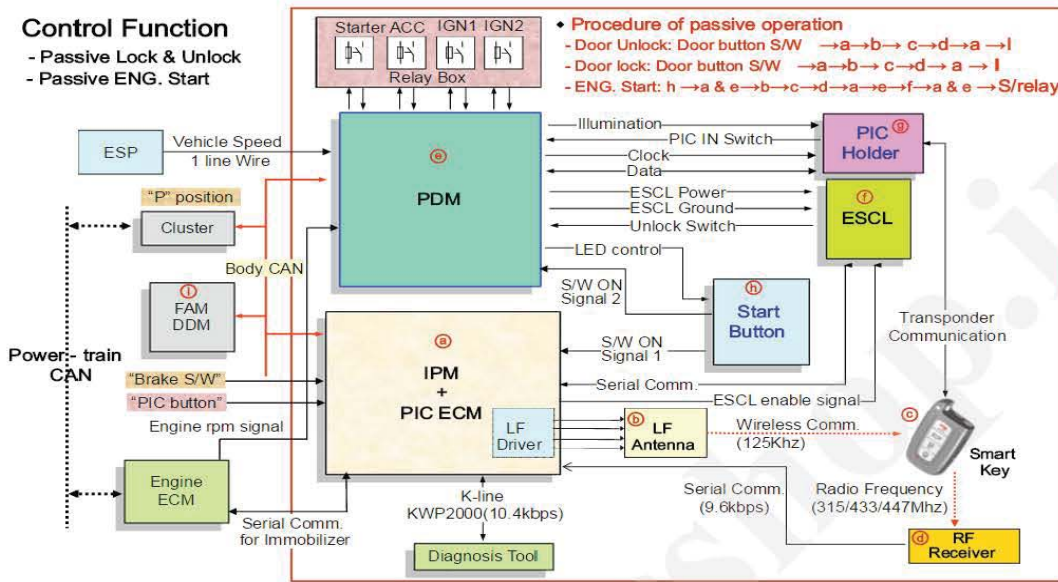 Control Function
- Passive Lock & Unlock
- Passive ENG. Start
Starter ACC IGN1 IGN2
Relay Box
◆ Procedure of passive operation
- Door Unlock: Door button S/W →a→b→ c→d→a →I
- Door lock: Door button S/W →a→b→ c→d→ a → I
- ENG. Start: h →a & e→b→c→d→a→e→f→a & e →S/relay
ESP
Vehicle Speed
1 line Wire
ⓔ
PDM
Illumination
PIC IN Switch
Clock
Data
ⓖ
PIC
Holder
ESCL Power
ESCL Ground
Unlock Switch
ⓕ
ESCL
"P" position
Cluster
Body CAN
ⓘ
FAM
DDM
Power - train
CAN
LED control
S/W ON
Signal 2
ⓗ
Start
Button
S/W ON
Signal 1
Transponder
Communication
ⓐ
IPM
+
PIC ECM
Serial Comm.
ESCL enable signal
"Brake S/W"
"PIC button"
Engine rpm signal
LF
Driver
ⓑ
LF
Antenna
Wireless Comm.
(125Khz)
ⓒ
Smart
Key
Engine
ECM
Serial Comm.
for Immobilizer
K-line
KWP2000(10.4kbps)
Diagnosis Tool
Serial Comm.
(9.6kbps)
Radio Frequency
(315/433/447Mhz)
ⓓ
RF
Receiver